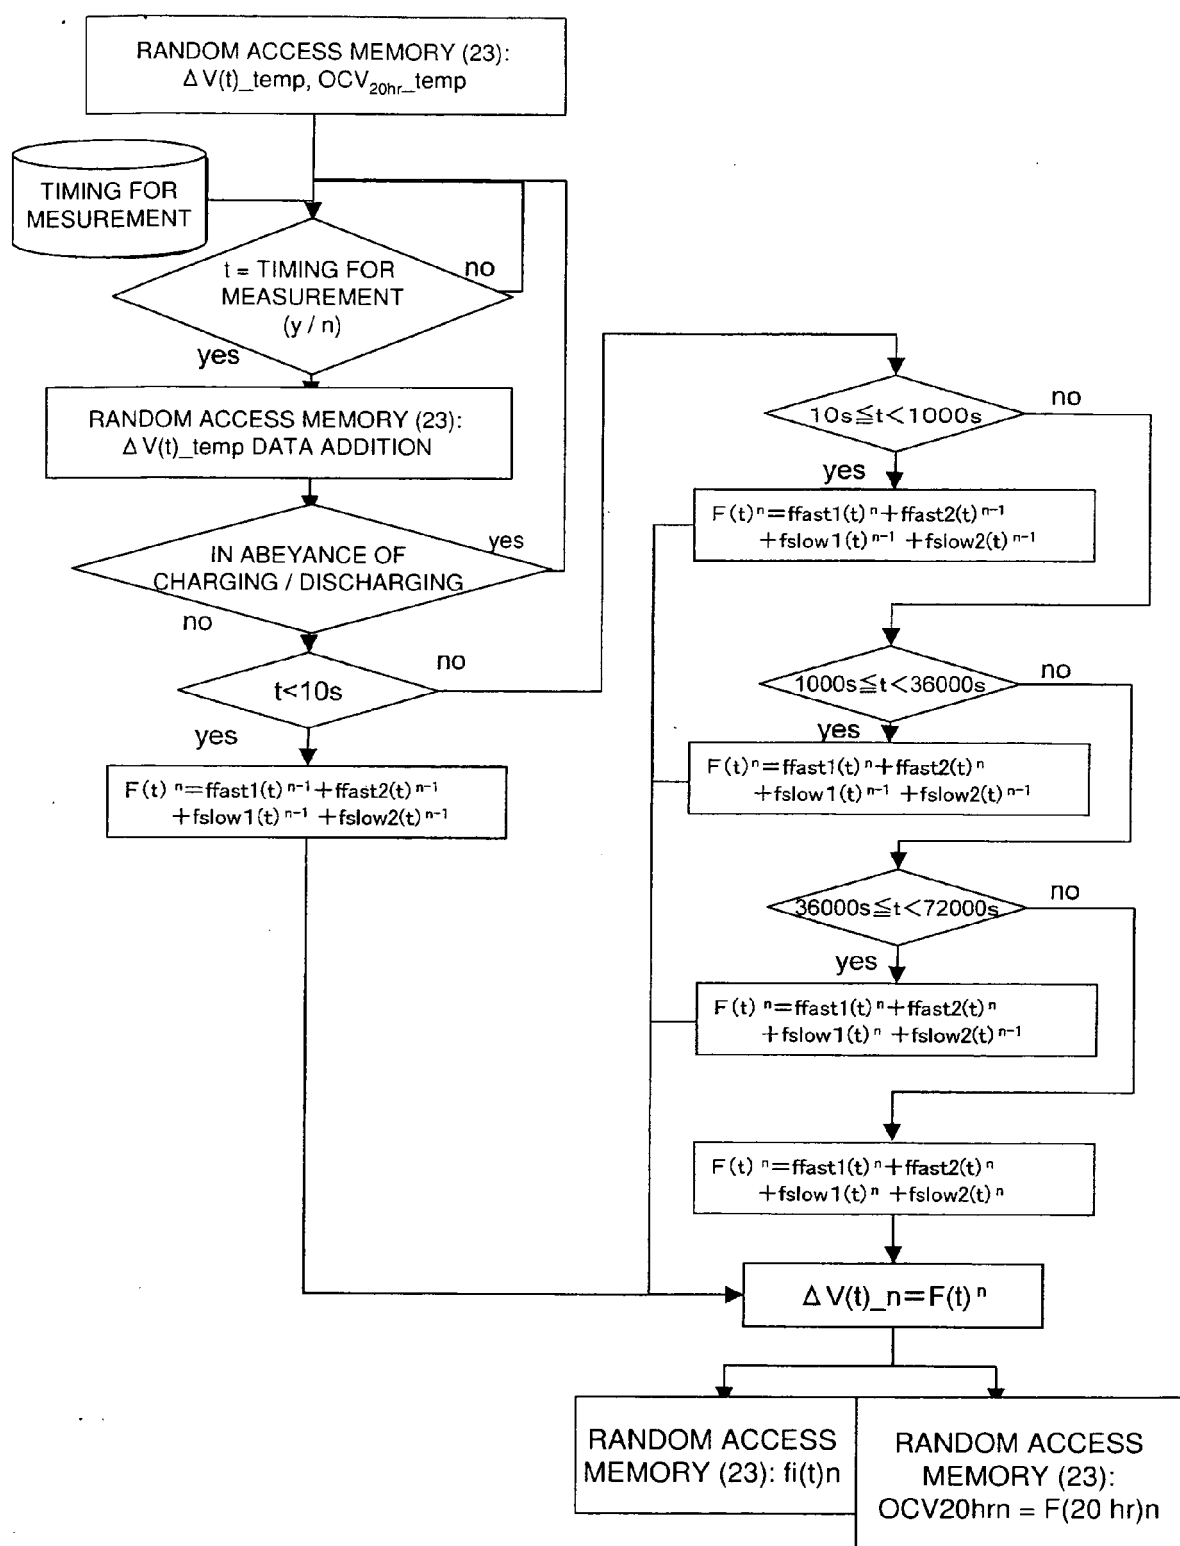 RANDOM ACCESS MEMORY (23):
Δ V(t)_temp, OCV20hr_temp
TIMING FOR
MESUREMENT
t = TIMING FOR
MEASUREMENT
(y / n)
no
yes
RANDOM ACCESS MEMORY (23):
Δ V(t)_temp DATA ADDITION
IN ABEYANCE OF
CHARGING / DISCHARGING
yes
no
t<10s
no
yes
F(t) ⁿ=ffast1(t) ⁿ⁻¹+ffast2(t) ⁿ⁻¹
+fslow1(t) ⁿ⁻¹ +fslow2(t) ⁿ⁻¹
10s≦t<1000s
no
yes
F(t) ⁿ=ffast1(t) ⁿ+ffast2(t) ⁿ⁻¹
+fslow1(t) ⁿ⁻¹ +fslow2(t) ⁿ⁻¹
1000s≦t<36000s
no
yes
F(t) ⁿ=ffast1(t) ⁿ+ffast2(t) ⁿ
+fslow1(t) ⁿ⁻¹ +fslow2(t) ⁿ⁻¹
36000s≦t<72000s
no
yes
F(t) ⁿ=ffast1(t) ⁿ+ffast2(t) ⁿ
+fslow1(t) ⁿ +fslow2(t) ⁿ⁻¹
F(t) ⁿ=ffast1(t) ⁿ+ffast2(t) ⁿ
+fslow1(t) ⁿ +fslow2(t) ⁿ
Δ V(t)_n=F(t) ⁿ
RANDOM ACCESS
MEMORY (23): fi(t)n
RANDOM ACCESS
MEMORY (23):
OCV20hrn = F(20 hr)n